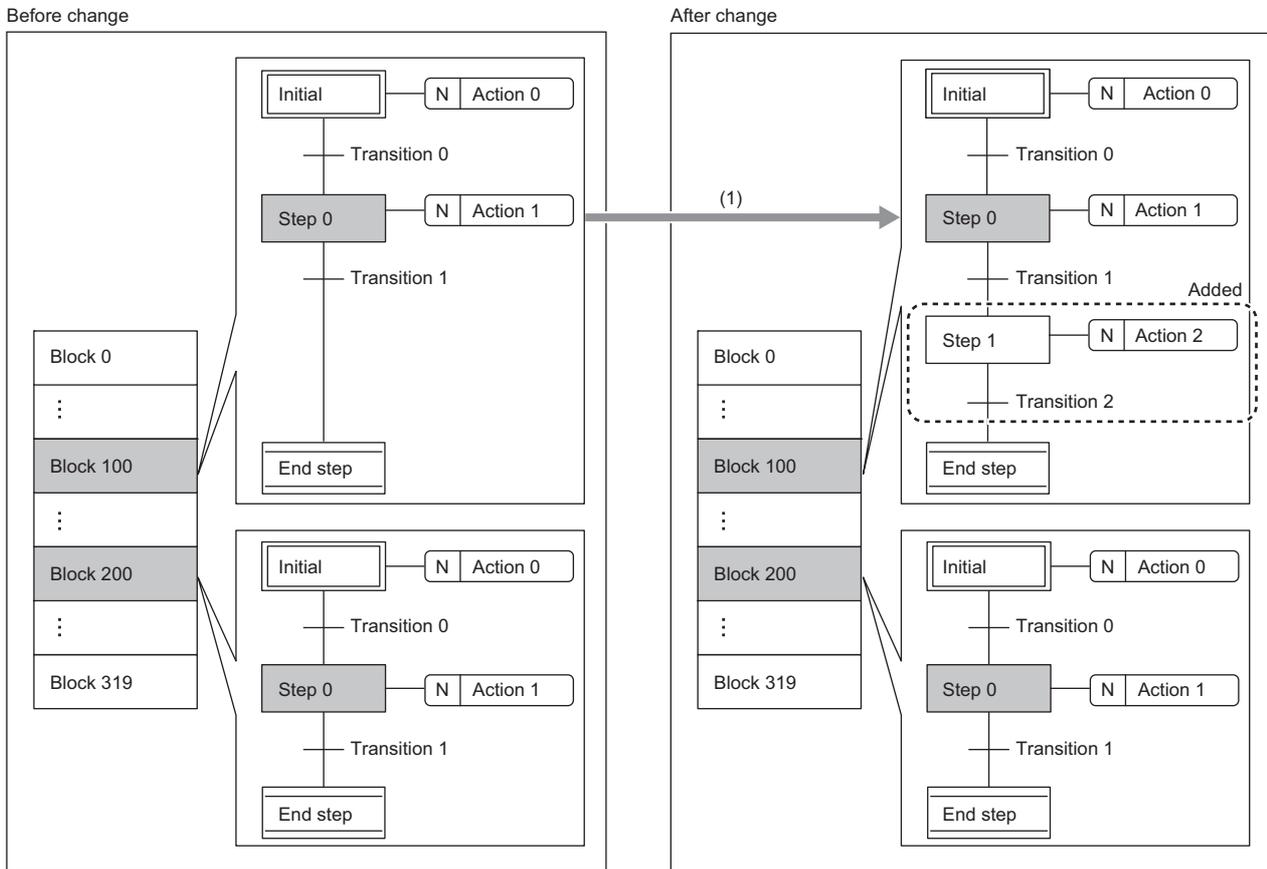 Before change
Initial
N Action 0
Transition 0
Step 0
N Action 1
Transition 1
End step
Block 0
⋮
Block 100
⋮
Block 200
⋮
Block 319
Initial
N Action 0
Transition 0
Step 0
N Action 1
Transition 1
End step
(1)
After change
Initial
N Action 0
Transition 0
Step 0
N Action 1
Transition 1
Added
Step 1
N Action 2
Transition 2
End step
Block 0
⋮
Block 100
⋮
Block 200
⋮
Block 319
Initial
N Action 0
Transition 0
Step 0
N Action 1
Transition 1
End step